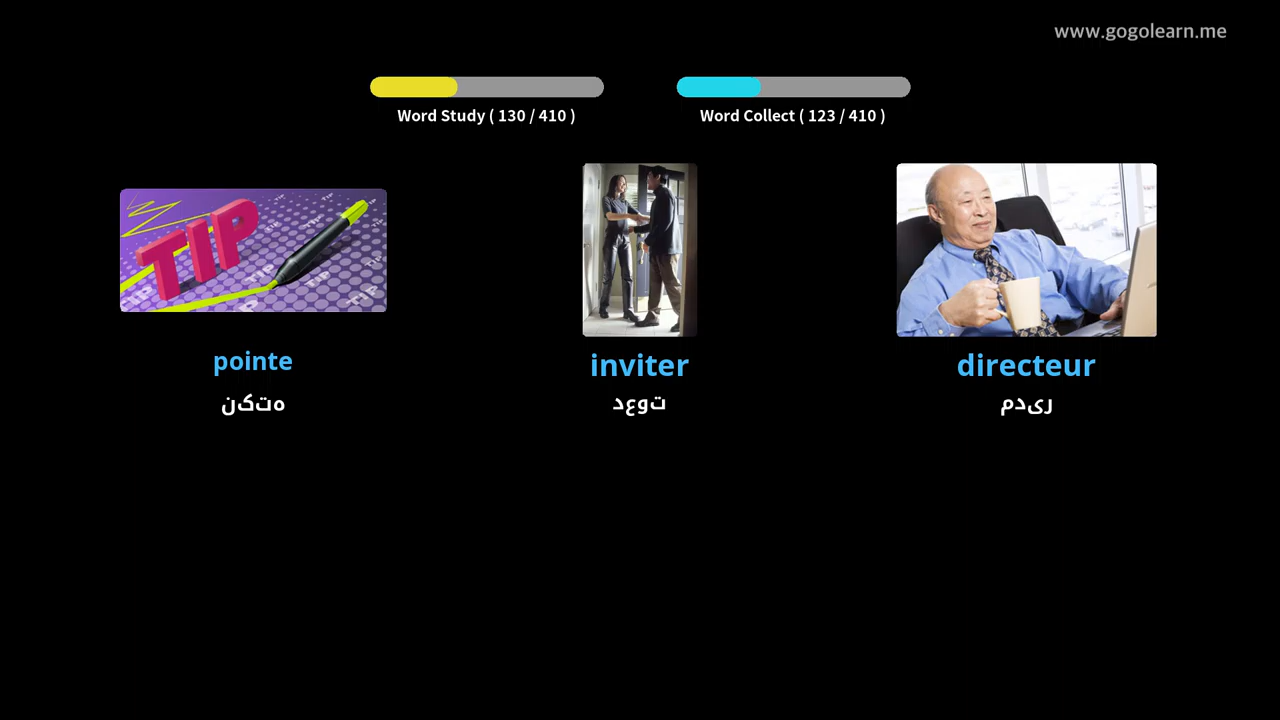 www.gogolearn.me
Word Study ( 130 / 410 )
Word Collect ( 123 / 410 )
TIP
pointe
هتکن
inviter
توعد
directeur
ریدم